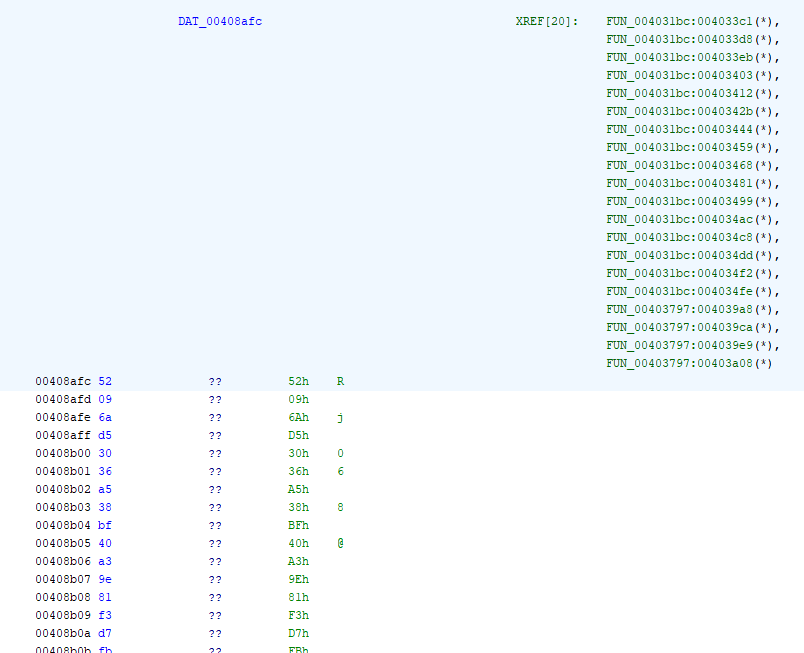 DAT_00408afc XREF[20]: FUN_004031bc:004033c1(*),
FUN_004031bc:004033d8(*),
FUN_004031bc:004033eb(*),
FUN_004031bc:00403403(*),
FUN_004031bc:00403412(*),
FUN_004031bc:0040342b(*),
FUN_004031bc:00403444(*),
FUN_004031bc:00403459(*),
FUN_004031bc:00403468(*),
FUN_004031bc:00403481(*),
FUN_004031bc:00403499(*),
FUN_004031bc:004034ac(*),
FUN_004031bc:004034c8(*),
FUN_004031bc:004034dd(*),
FUN_004031bc:004034f2(*),
FUN_004031bc:004034fe(*),
FUN_00403797:004039a8(*),
FUN_00403797:004039ca(*),
FUN_00403797:004039e9(*),
FUN_00403797:00403a08(*)
00408afc 52 ?? 52h R
00408afd 09 ?? 09h
00408afe 6a ?? 6Ah j
00408aff d5 ?? D5h
00408b00 30 ?? 30h 0
00408b01 36 ?? 36h 6
00408b02 a5 ?? A5h
00408b03 38 ?? 38h 8
00408b04 bf ?? BFh
00408b05 40 ?? 40h @
00408b06 a3 ?? A3h
00408b07 9e ?? 9Eh
00408b08 81 ?? 81h
00408b09 f3 ?? F3h
00408b0a d7 ?? D7h
00408b0b fb ?? FBh